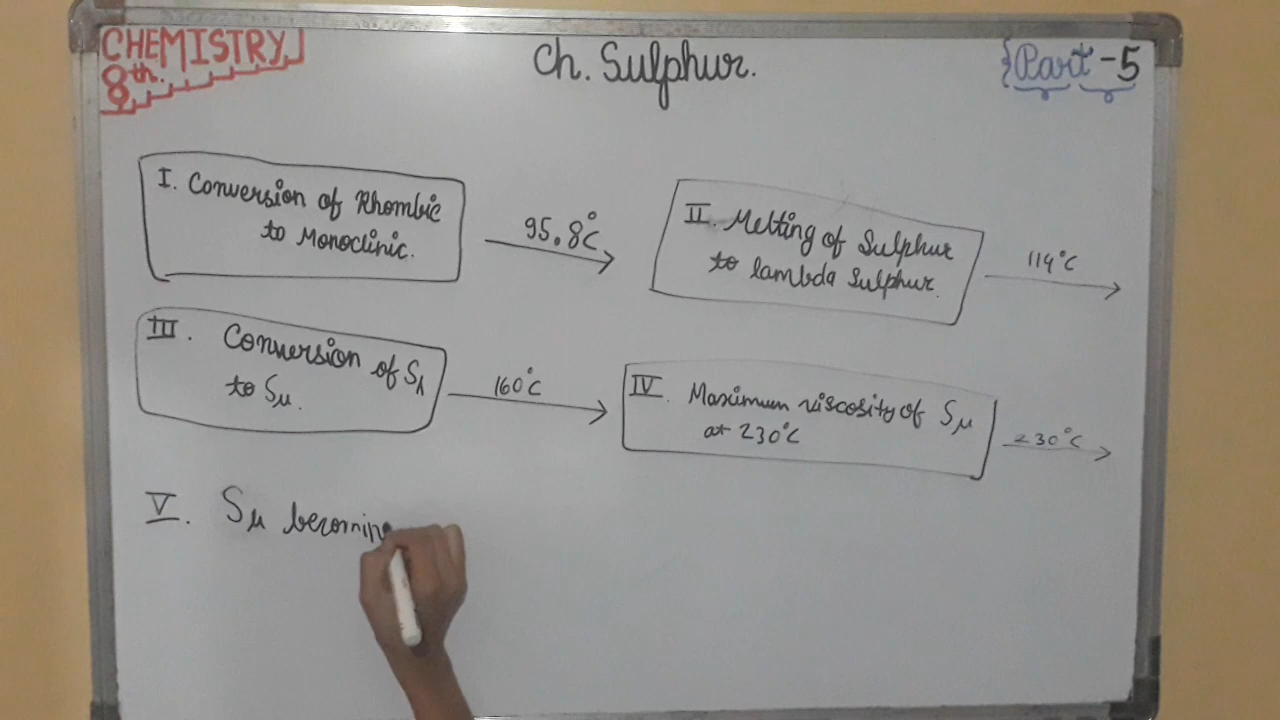 CHEMISTRY
8th.
Ch. Sulphur.
Part-5
I. Conversion of Rhombic
to Monoclinic.
95.8°C
II. Melting of Sulphur
to lambda Sulphur.
114°C
III. Conversion of Sλ
to Sμ.
160°C
IV. Maximum viscosity of Sμ
at 230°C
230°C
V. Sμ becoming